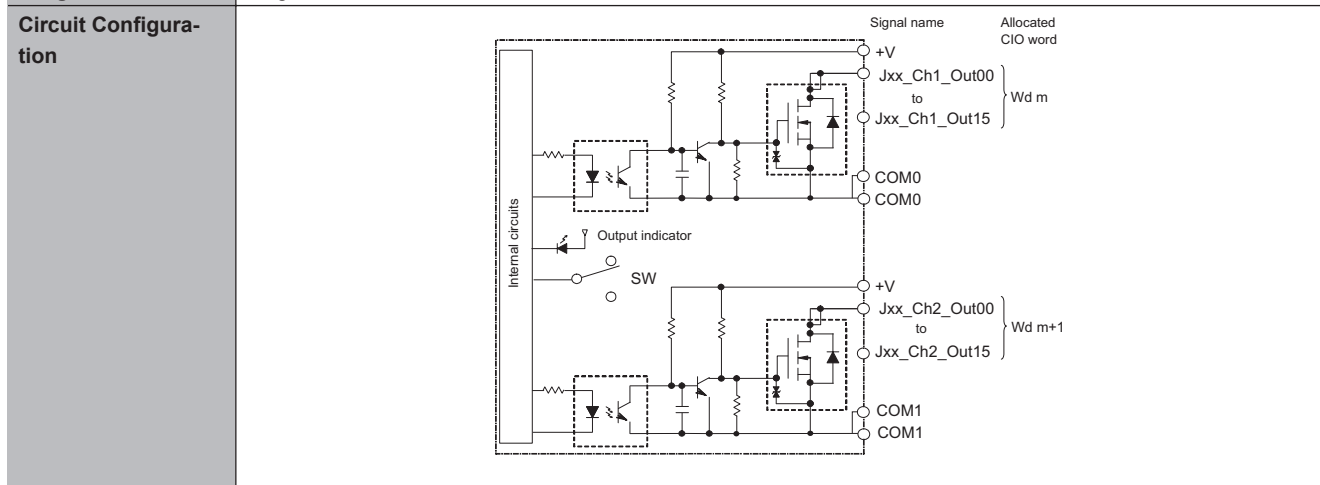 Circuit Configura-
tion
Signal name
Allocated
CIO word
+V
Jxx_Ch1_Out00
to
Jxx_Ch1_Out15
Wd m
COM0
COM0
Internal circuits
Output indicator
SW
+V
Jxx_Ch2_Out00
to
Jxx_Ch2_Out15
Wd m+1
COM1
COM1